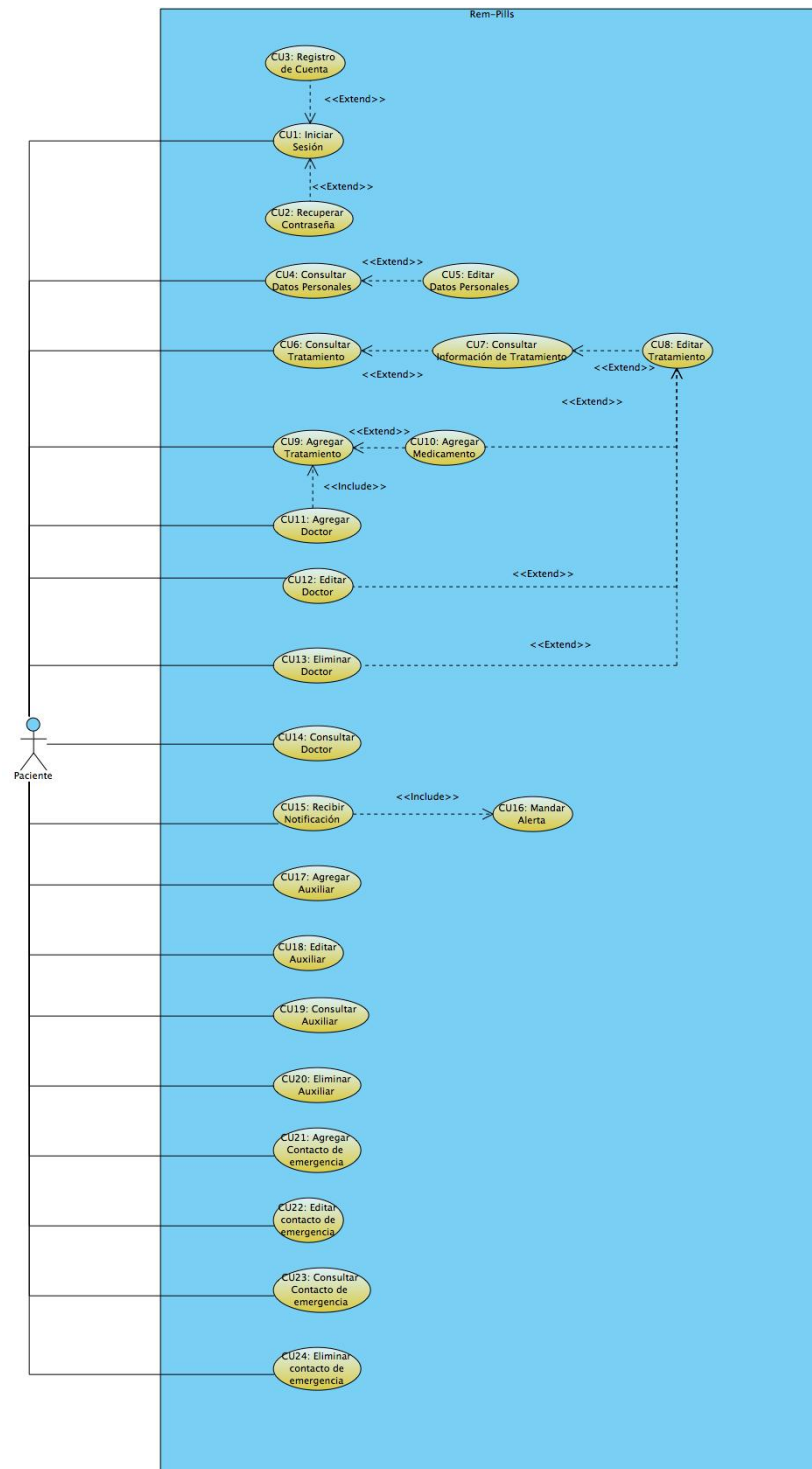 Rem-Pills
CU3: Registro
de Cuenta
<<Extend>>
CU1: Iniciar
Sesión
<<Extend>>
CU2: Recuperar
Contraseña
<<Extend>>
CU4: Consultar
Datos Personales
CU5: Editar
Datos Personales
CU6: Consultar
Tratamiento
<<Extend>>
CU7: Consultar
Información de Tratamiento
<<Extend>>
CU8: Editar
Tratamiento
<<Extend>>
CU9: Agregar
Tratamiento
<<Extend>>
CU10: Agregar
Medicamento
<<Include>>
CU11: Agregar
Doctor
CU12: Editar
Doctor
<<Extend>>
CU13: Eliminar
Doctor
<<Extend>>
Paciente
CU14: Consultar
Doctor
CU15: Recibir
Notificación
<<Include>>
CU16: Mandar
Alerta
CU17: Agregar
Auxiliar
CU18: Editar
Auxiliar
CU19: Consultar
Auxiliar
CU20: Eliminar
Auxiliar
CU21: Agregar
Contacto de
emergencia
CU22: Editar
contacto de
emergencia
CU23: Consultar
Contacto de
emergencia
CU24: Eliminar
contacto de
emergencia